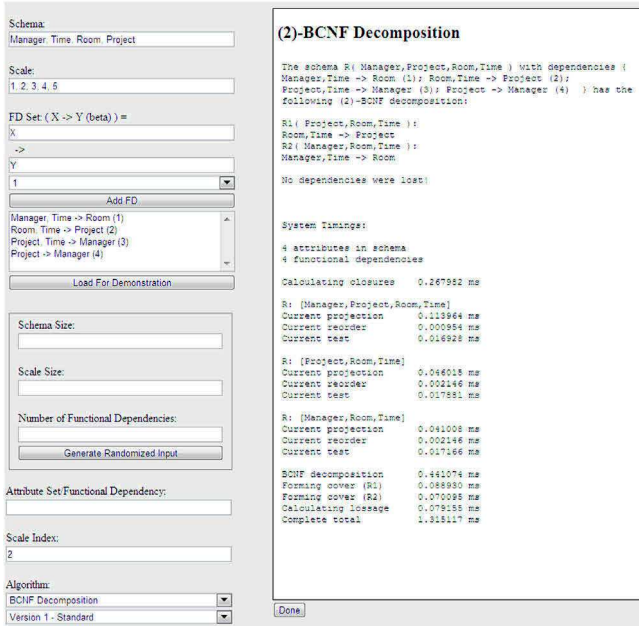 Schema:
Manager, Time, Room, Project
Scale:
1, 2, 3, 4, 5
FD Set: ( X -> Y (beta) ) =
X
->
Y
1
Add FD
Manager, Time -> Room (1)
Room, Time -> Project (2)
Project, Time -> Manager (3)
Project -> Manager (4)
Load For Demonstration
Schema Size:
Scale Size:
Number of Functional Dependencies:
Generate Randomized Input
Attribute Set/Functional Dependency:
Scale Index:
2
Algorithm:
BCNF Decomposition
Version 1 - Standard
(2)-BCNF Decomposition
The schema R( Manager,Project,Room,Time ) with dependencies {
Manager,Time -> Room (1); Room,Time -> Project (2);
Project,Time -> Manager (3); Project -> Manager (4)  } has the
following (2)-BCNF decomposition:
R1( Project,Room,Time ):
Room,Time -> Project
R2( Manager,Room,Time ):
Manager,Time -> Room
No dependencies were lost!
System Timings:
4 attributes in schema
4 functional dependencies
Calculating closures 0.267982 ms
R: [Manager,Project,Room,Time]
Current projection 0.113964 ms
Current reorder 0.000954 ms
Current test 0.016928 ms
R: [Project,Room,Time]
Current projection 0.046015 ms
Current reorder 0.002146 ms
Current test 0.017881 ms
R: [Manager,Room,Time]
Current projection 0.041008 ms
Current reorder 0.002146 ms
Current test 0.017166 ms
BCNF decomposition 0.441074 ms
Forming cover (R1) 0.088930 ms
Forming cover (R2) 0.070095 ms
Calculating lossage 0.079155 ms
Complete total 1.315117 ms
Done